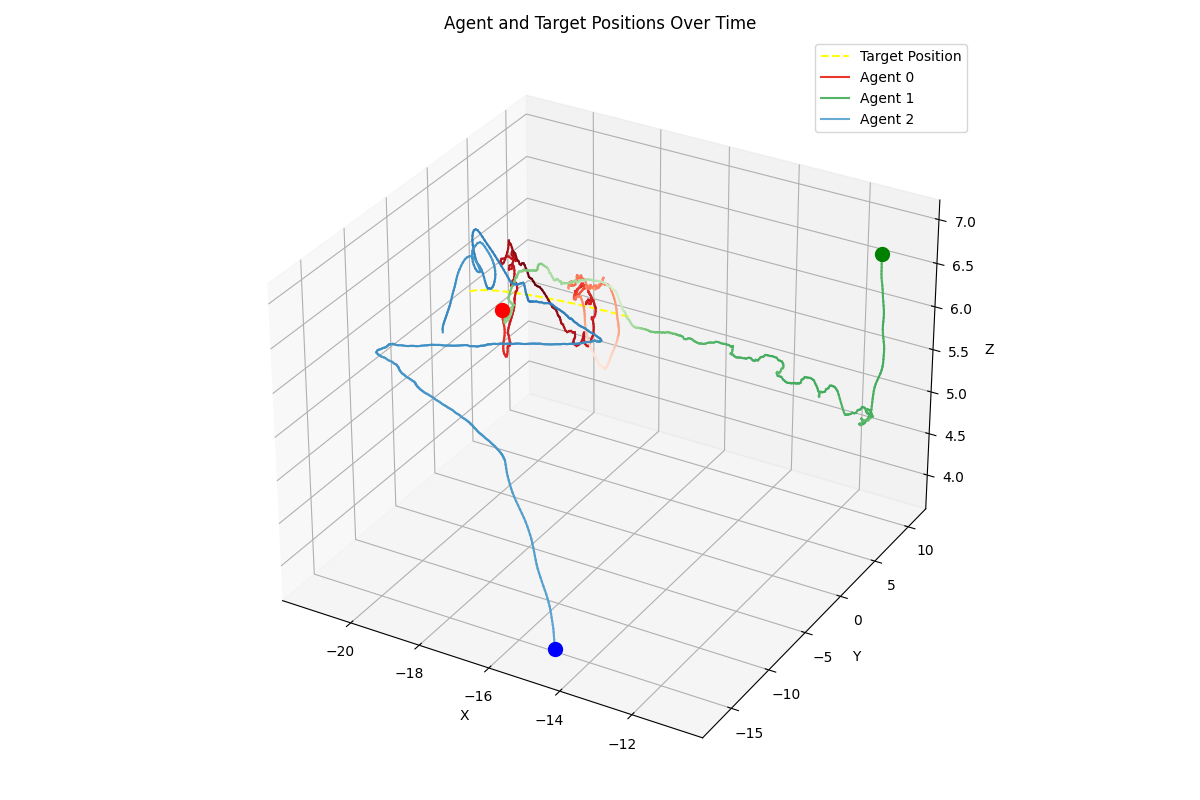 Agent and Target Positions Over Time
Target Position
Agent 0
Agent 1
Agent 2
7.0
6.5
6.0
5.5
5.0
4.5
4.0
Z
10
5
0
−5
−10
−15
Y
−20
−18
−16
−14
−12
X